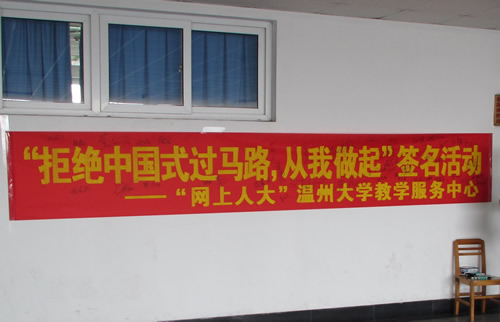 “拒绝中国式过马路,从我做起”签名活动
——“网上人大”温州大学教学服务中心